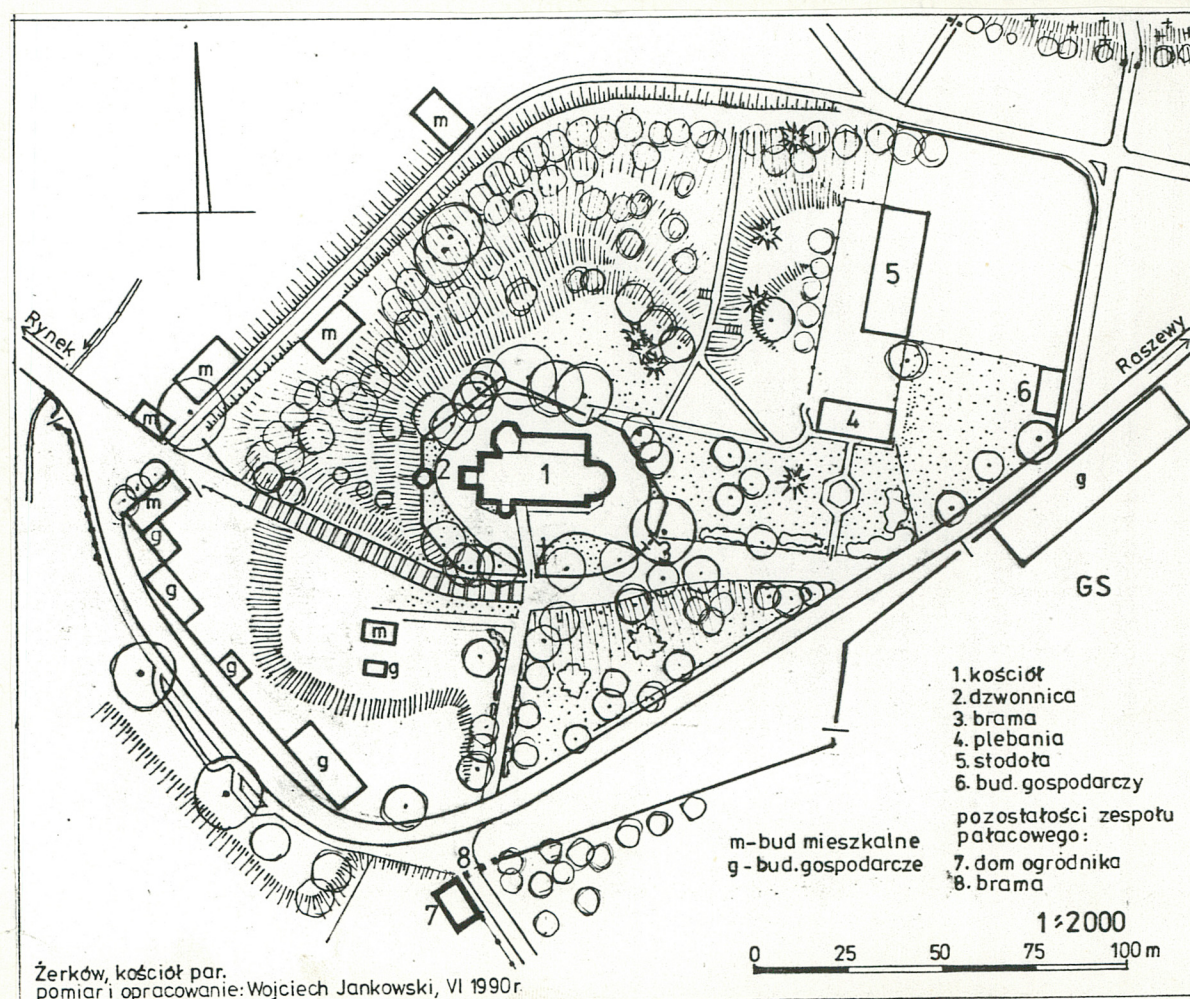 m
Rynek
m
m
m
5
Raszewy
6
4
2
1
m
g
g
g
3
GS
m
g
g
g
1. kościół
2. dzwonnica
3. brama
4. plebania
5. stodoła
6. bud. gospodarczy
pozostałości zespołu
pałacowego:
7. dom ogrodnika
8. brama
m-bud mieszkalne
g-bud.gospodarcze
8
7
1:2000
0 25 50 75 100 m
Żerków, kościół par.
pomiar i opracowanie: Wojciech Jankowski, VI 1990r.